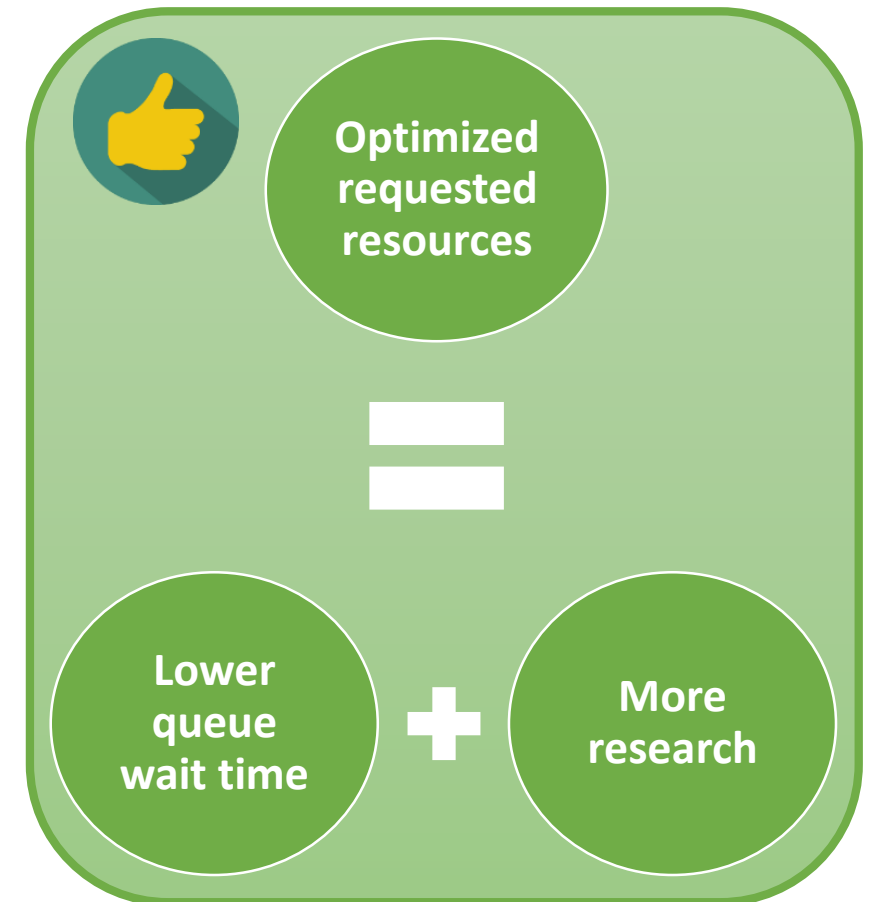 Optimized
requested
resources
Lower
queue
wait time
More
research